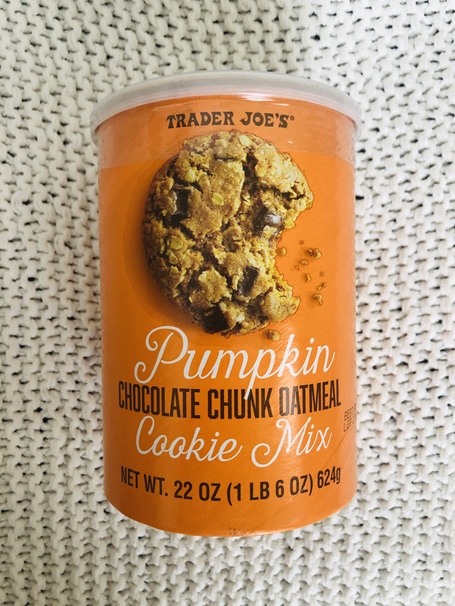 TRADER JOE'S®
Pumpkin
CHOCOLATE CHUNK OATMEAL
Cookie Mix
NET WT. 22 OZ (1 LB 6 OZ) 624g